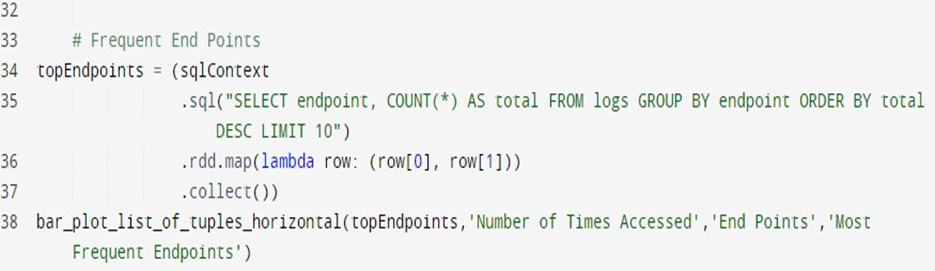 32
33 # Frequent End Points
34 topEndpoints = (sqlContext
35 .sql("SELECT endpoint, COUNT(*) AS total FROM logs GROUP BY endpoint ORDER BY total
DESC LIMIT 10")
36 .rdd.map(lambda row: (row[0], row[1]))
37 .collect())
38 bar_plot_list_of_tuples_horizontal(topEndpoints,'Number of Times Accessed','End Points','Most
Frequent Endpoints')